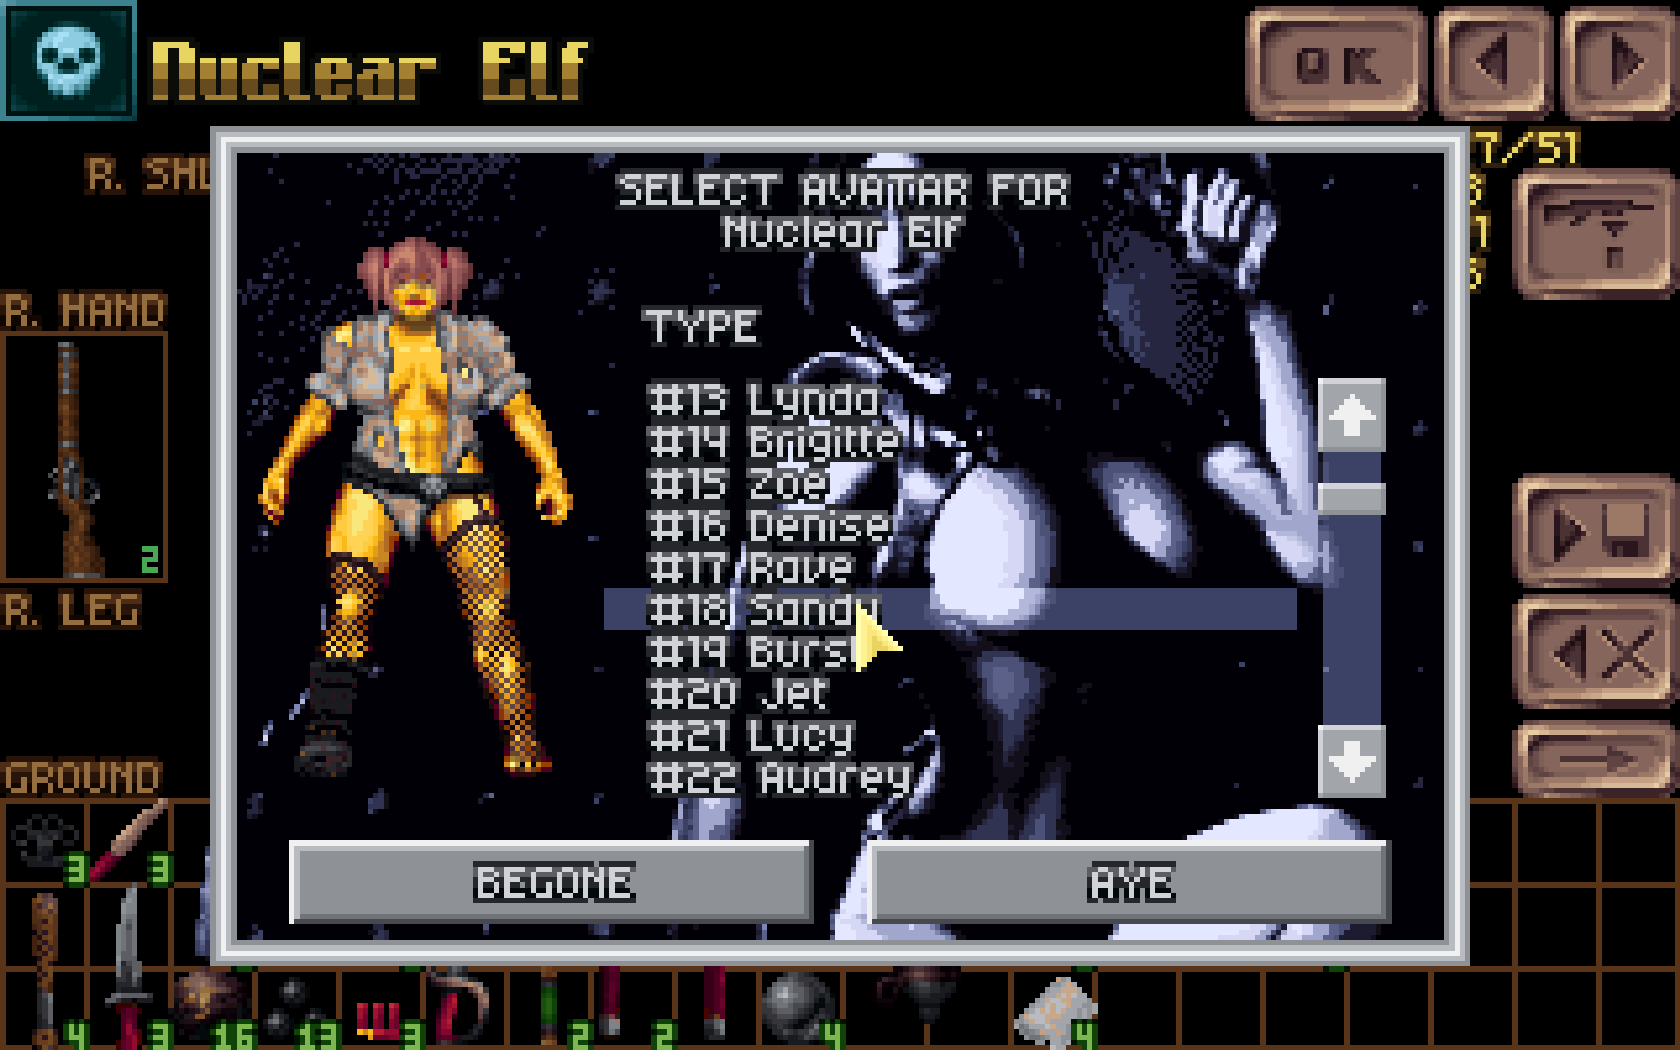 Nuclear Elf
OK
7/51
R. SHL
SELECT AVATAR FOR
Nuclear Elf
R. HAND
TYPE
#13 Lynda
#14 Brigitte
#15 Zoe
#16 Denise
#17 Rave
2
#18 Sandy
R. LEG
#19 Burst
#20 Jet
#21 Lucy
GROUND
#22 Audrey
3
3
BEGONE
AYE
4
3
16
13
3
2
2
4
4